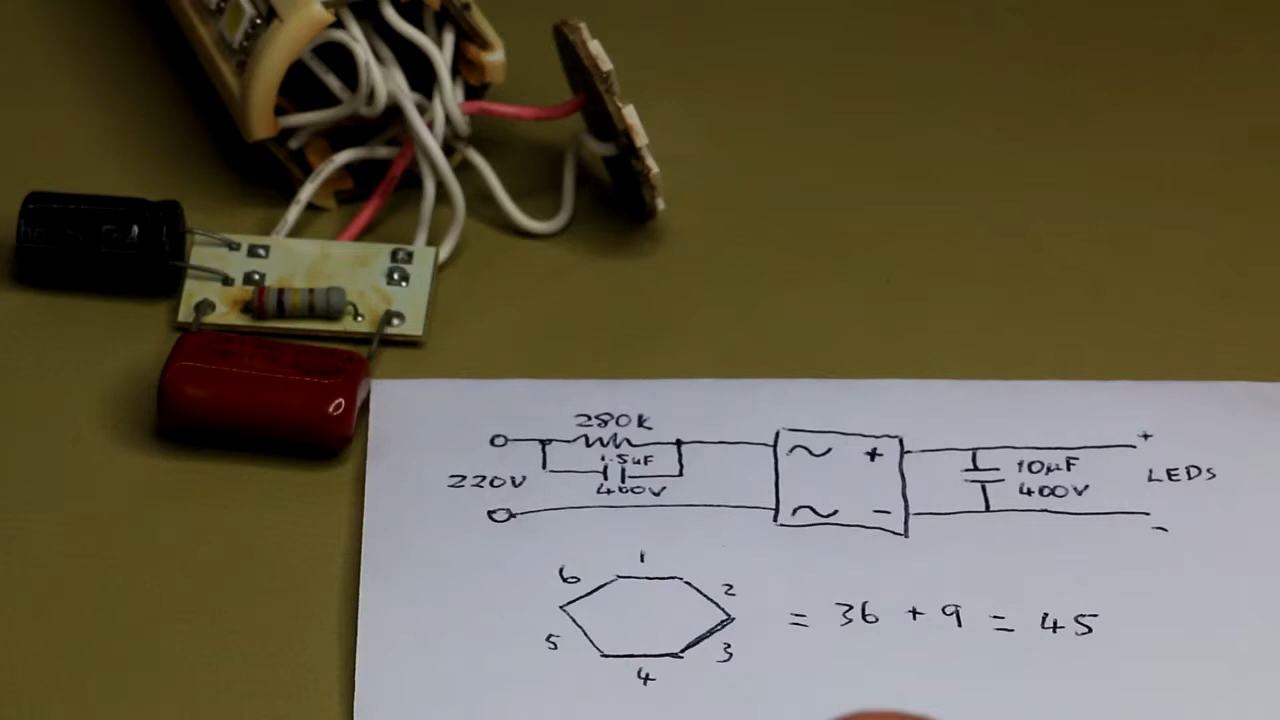 280K
1.5uF
400V
220V
~ +
~ -
10µF
400V
+
LEDS
-
1
2
3
4
5
6
= 36 + 9 = 45